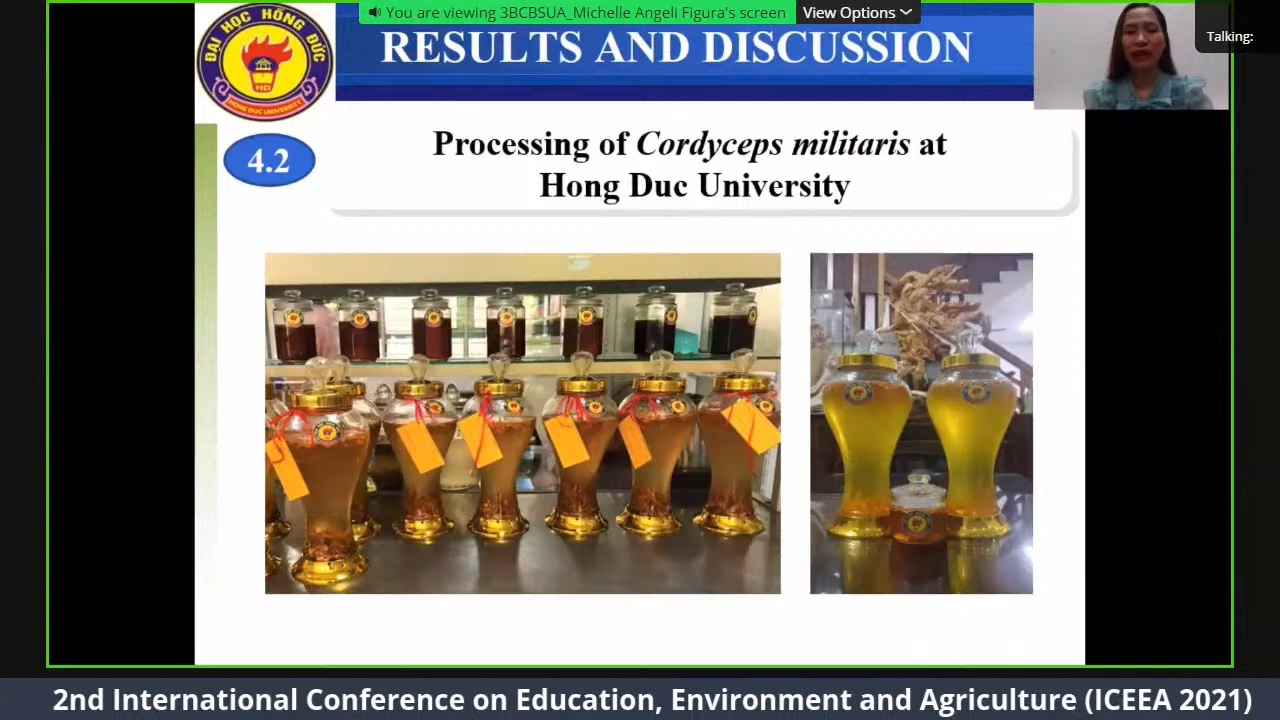 You are viewing 3BCBSUA_Michelle Angeli Figura's screen
View Options
Talking:
ĐẠI HỌC HỒNG ĐỨC
HD
HONG DUC UNIVERSITY
RESULTS AND DISCUSSION
4.2
Processing of Cordyceps militaris at
Hong Duc University
2nd International Conference on Education, Environment and Agriculture (ICEEA 2021)